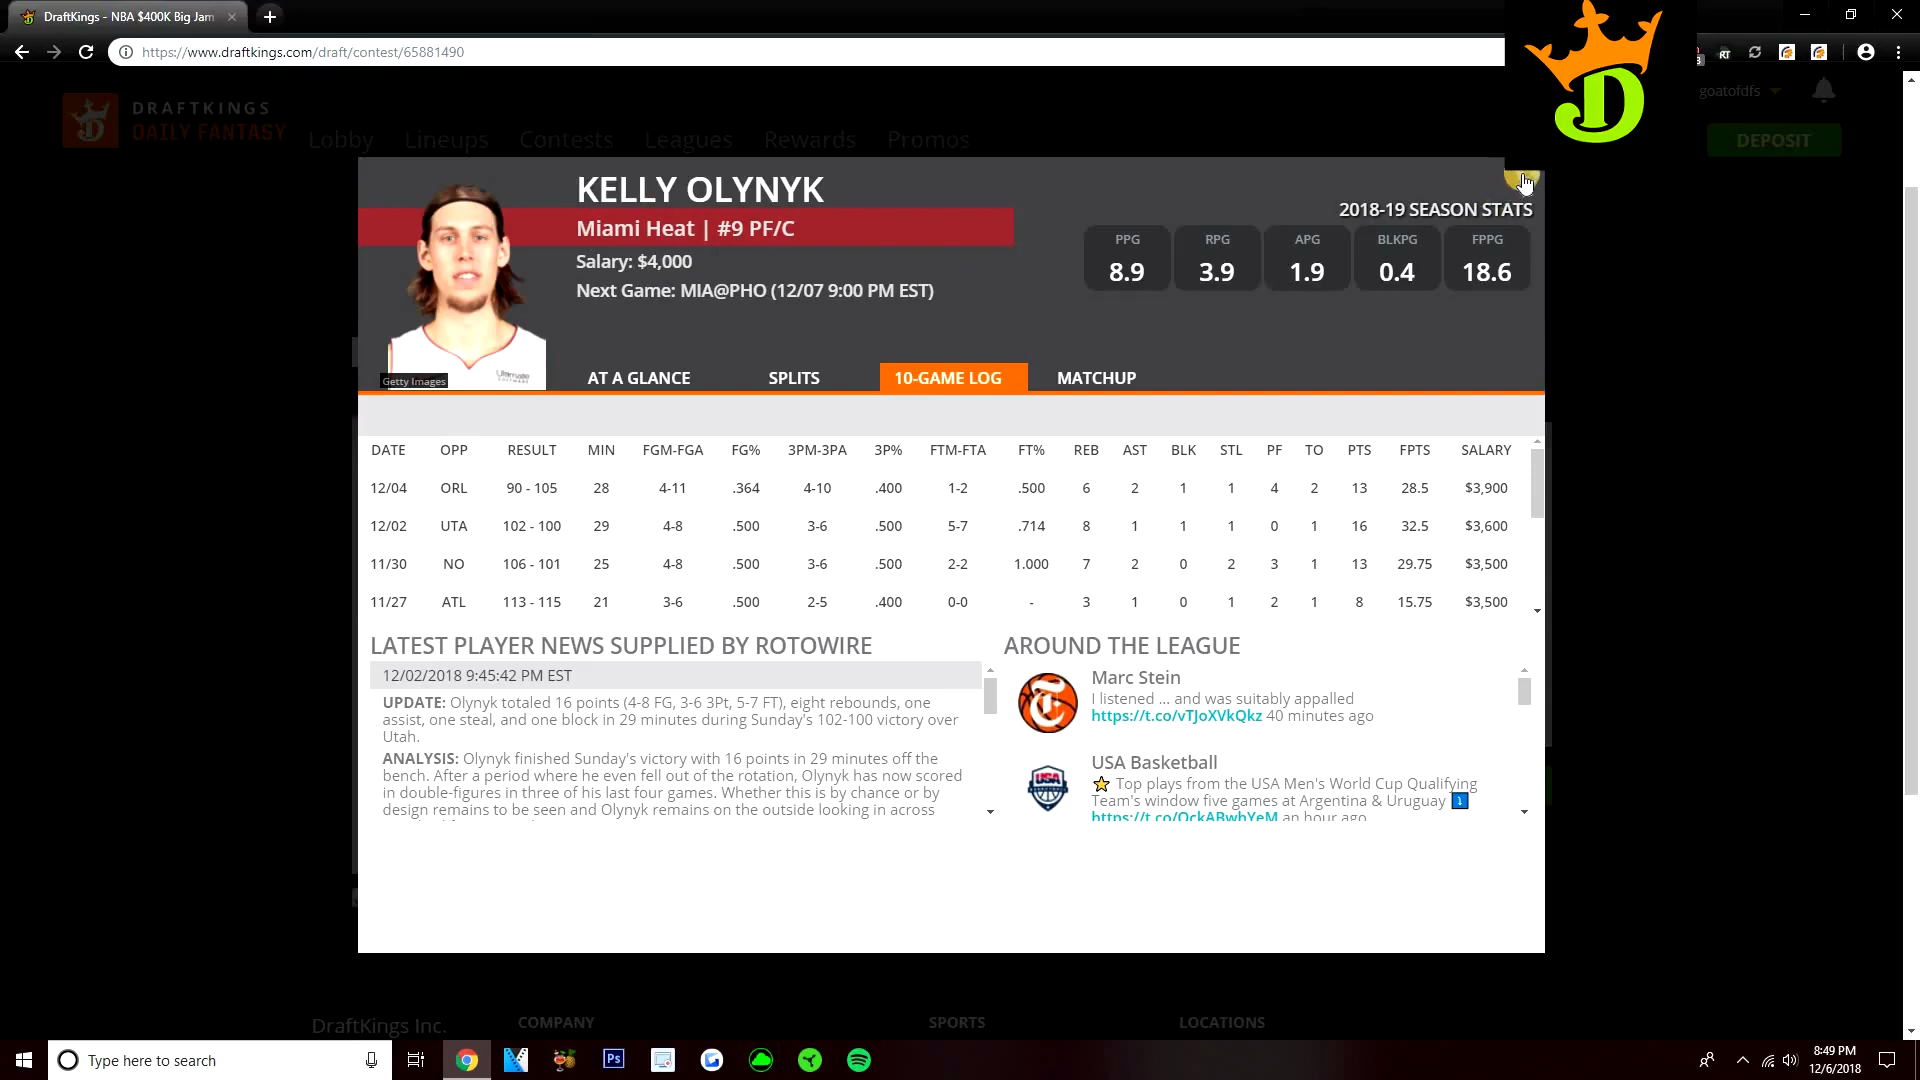 DraftKings - NBA $400K Big Jam
https://www.draftkings.com/draft/contest/65881490
RT
DRAFTKINGS
DAILY FANTASY
Lobby Lineups Contests Leagues Rewards Promos
goatofdfs
DEPOSIT
D
KELLY OLYNYK
Miami Heat | #9 PF/C
Salary: $4,000
Next Game: MIA@PHO (12/07 9:00 PM EST)
2018-19 SEASON STATS
PPG RPG APG BLKPG FPPG
8.9 3.9 1.9 0.4 18.6
Getty Images
AT A GLANCE SPLITS 10-GAME LOG MATCHUP
DATE OPP RESULT MIN FGM-FGA FG% 3PM-3PA 3P% FTM-FTA FT% REB AST BLK STL PF TO PTS FPTS SALARY
12/04 ORL 90 - 105 28 4-11 .364 4-10 .400 1-2 .500 6 2 1 1 4 2 13 28.5 $3,900
12/02 UTA 102 - 100 29 4-8 .500 3-6 .500 5-7 .714 8 1 1 1 0 1 16 32.5 $3,600
11/30 NO 106 - 101 25 4-8 .500 3-6 .500 2-2 1.000 7 2 0 2 3 1 13 29.75 $3,500
11/27 ATL 113 - 115 21 3-6 .500 2-5 .400 0-0 - 3 1 0 1 2 1 8 15.75 $3,500
LATEST PLAYER NEWS SUPPLIED BY ROTOWIRE
12/02/2018 9:45:42 PM EST
UPDATE: Olynyk totaled 16 points (4-8 FG, 3-6 3Pt, 5-7 FT), eight rebounds, one
assist, one steal, and one block in 29 minutes during Sunday's 102-100 victory over
Utah.
ANALYSIS: Olynyk finished Sunday's victory with 16 points in 29 minutes off the
bench. After a period where he even fell out of the rotation, Olynyk has now scored
in double-figures in three of his last four games. Whether this is by chance or by
design remains to be seen and Olynyk remains on the outside looking in across
AROUND THE LEAGUE
Marc Stein
I listened ... and was suitably appalled
https://t.co/vTJoXVkQkz 40 minutes ago
USA Basketball
⭐ Top plays from the USA Men's World Cup Qualifying
Team's window five games at Argentina & Uruguay ⤵
https://t.co/QckABwbYeM an hour ago
DraftKings Inc. COMPANY SPORTS LOCATIONS
Type here to search
Ps
8:49 PM
12/6/2018